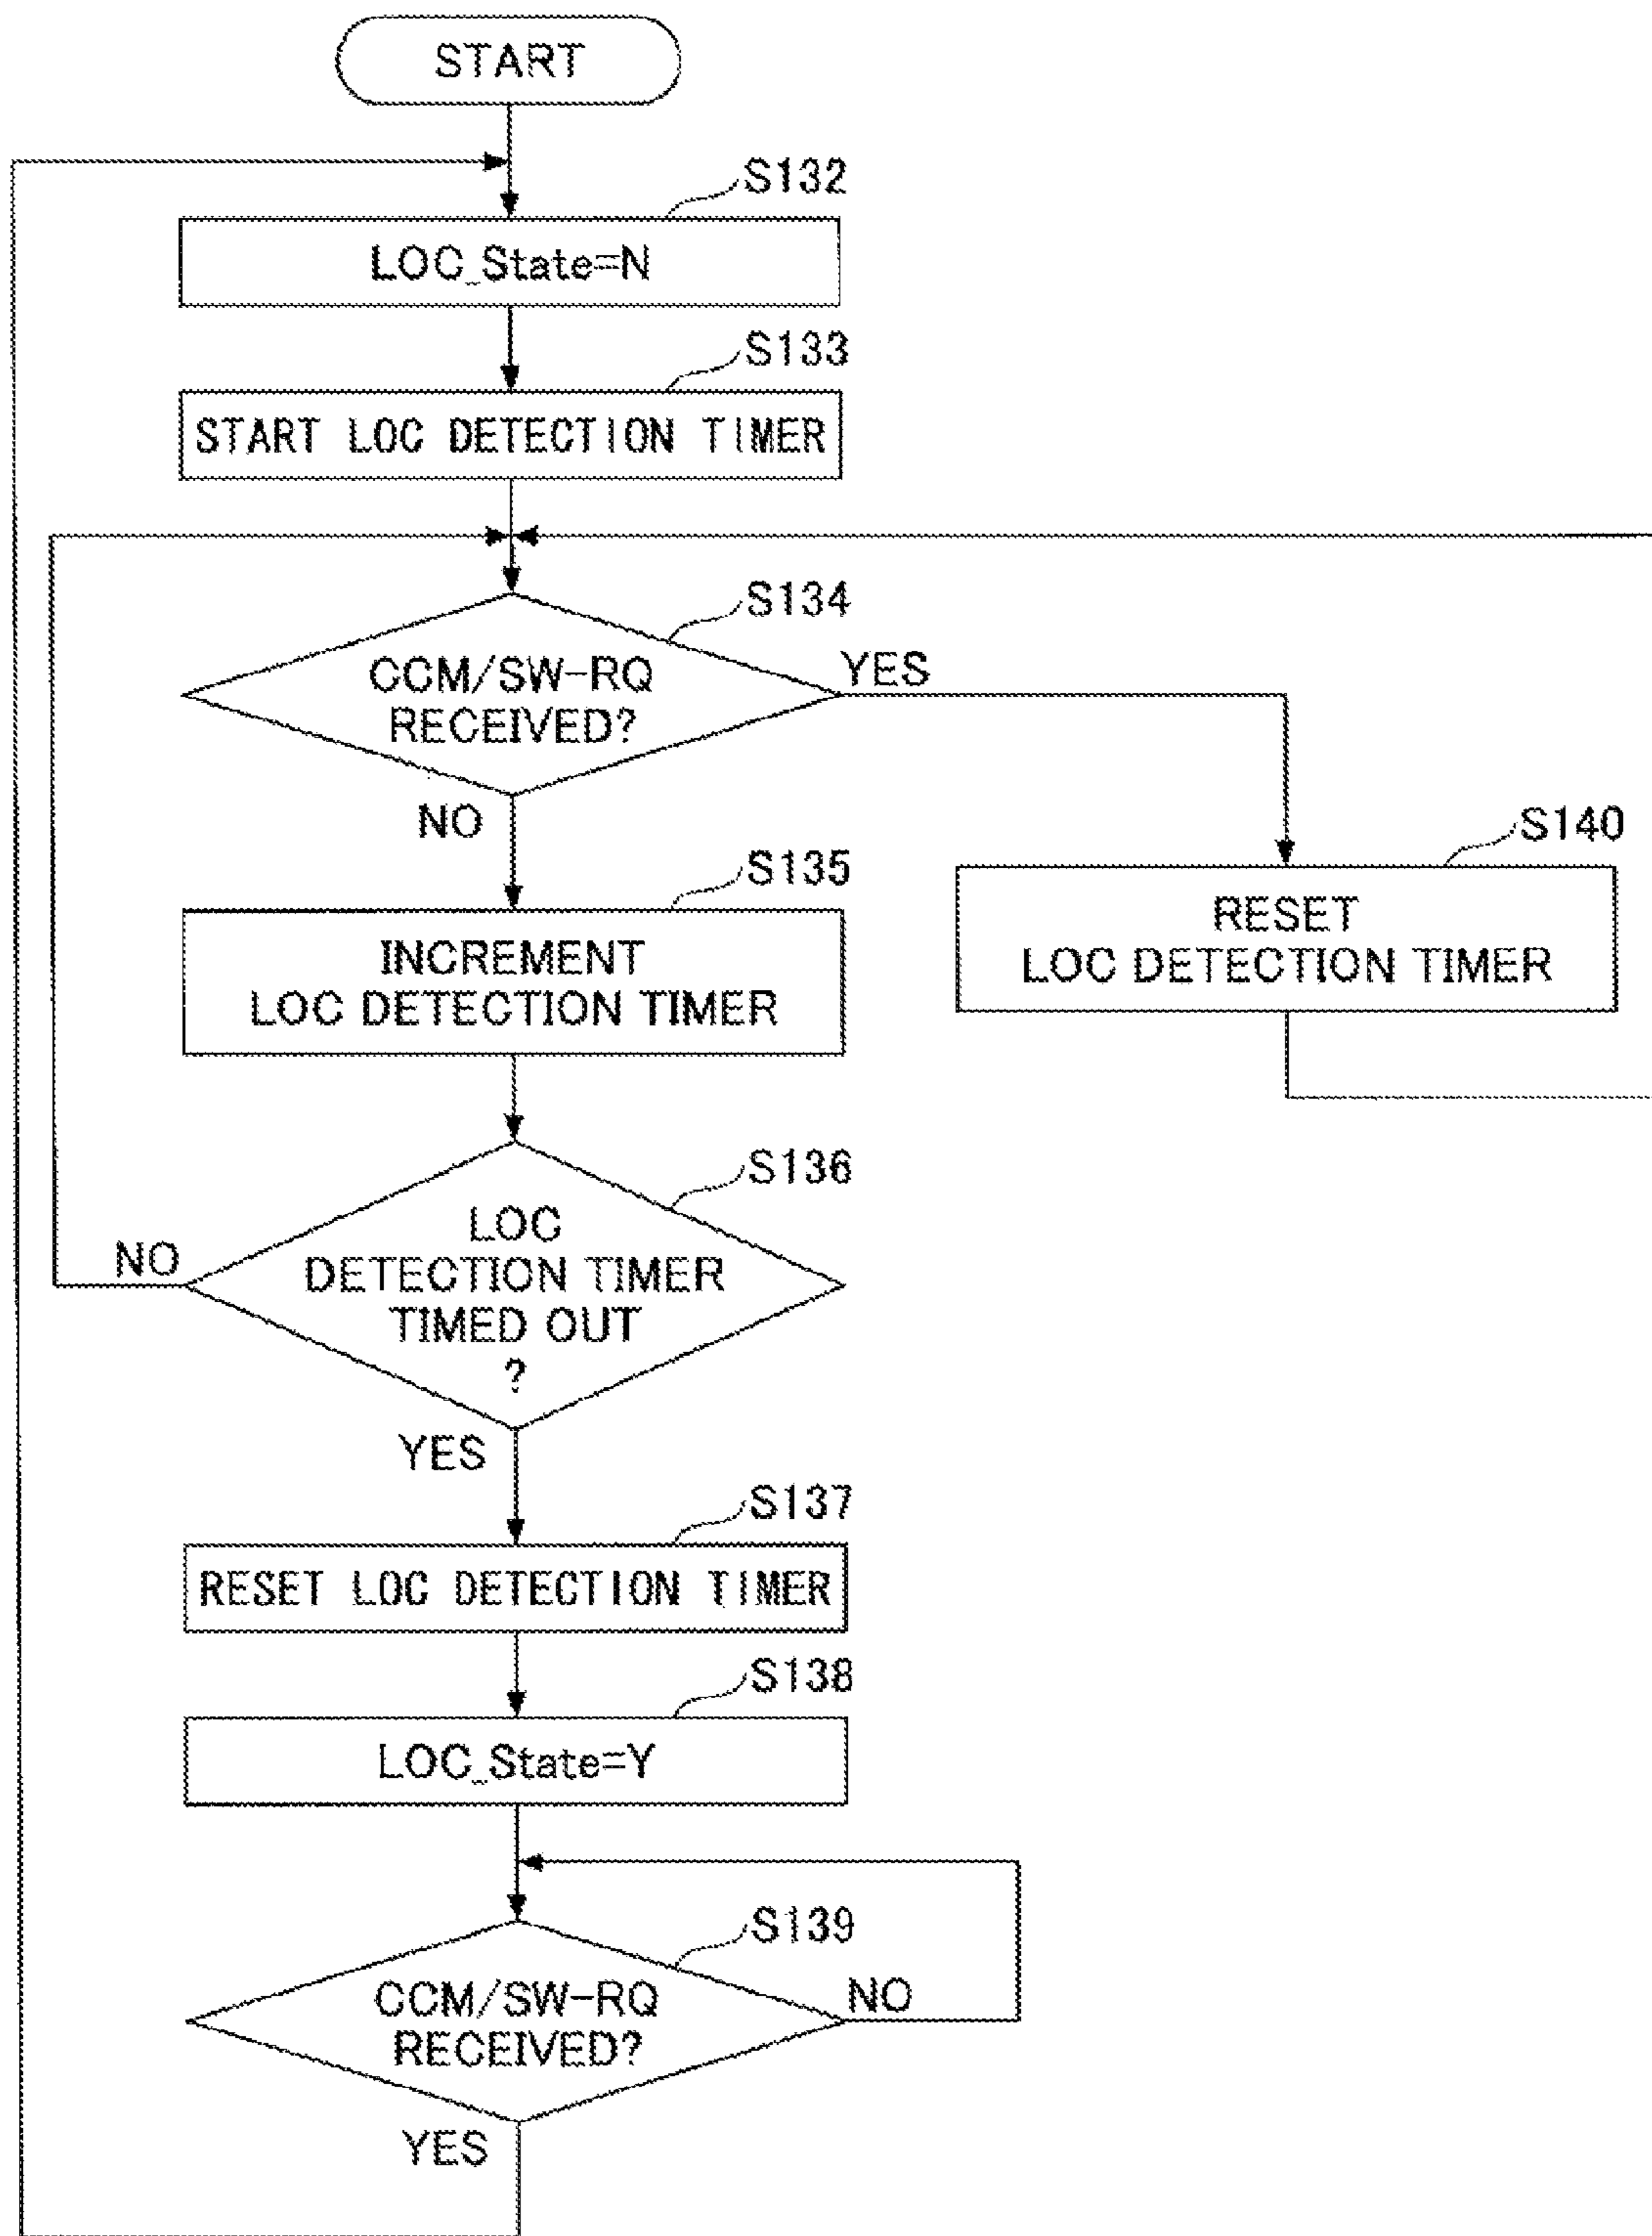 START
S132
LOC_State=N
S133
START LOC DETECTION TIMER
S134
CCM/SW-RQ
RECEIVED?
YES
NO
S140
RESET
LOC DETECTION TIMER
S135
INCREMENT
LOC DETECTION TIMER
S136
LOC
DETECTION TIMER
TIMED OUT
?
NO
YES
S137
RESET LOC DETECTION TIMER
S138
LOC_State=Y
S139
CCM/SW-RQ
RECEIVED?
NO
YES